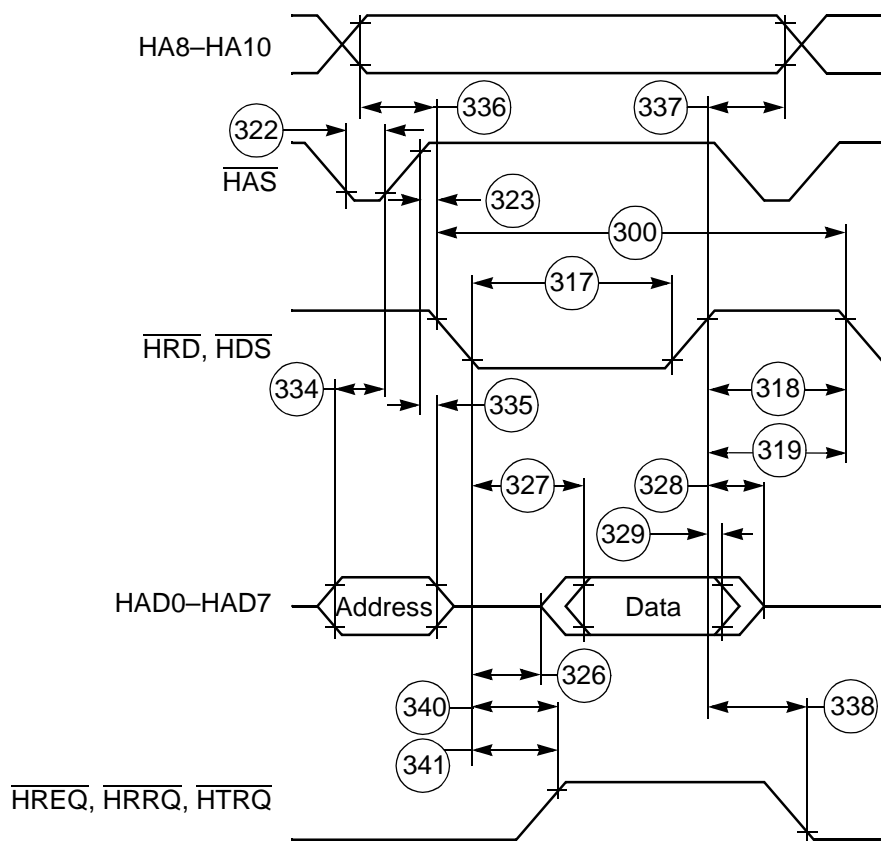 HA8–HA10
336
337
322
HAS
323
300
317
HRD, HDS
334
335
318
319
327
328
329
HAD0–HAD7
Address
Data
326
340
338
341
HREQ, HRRQ, HTRQ